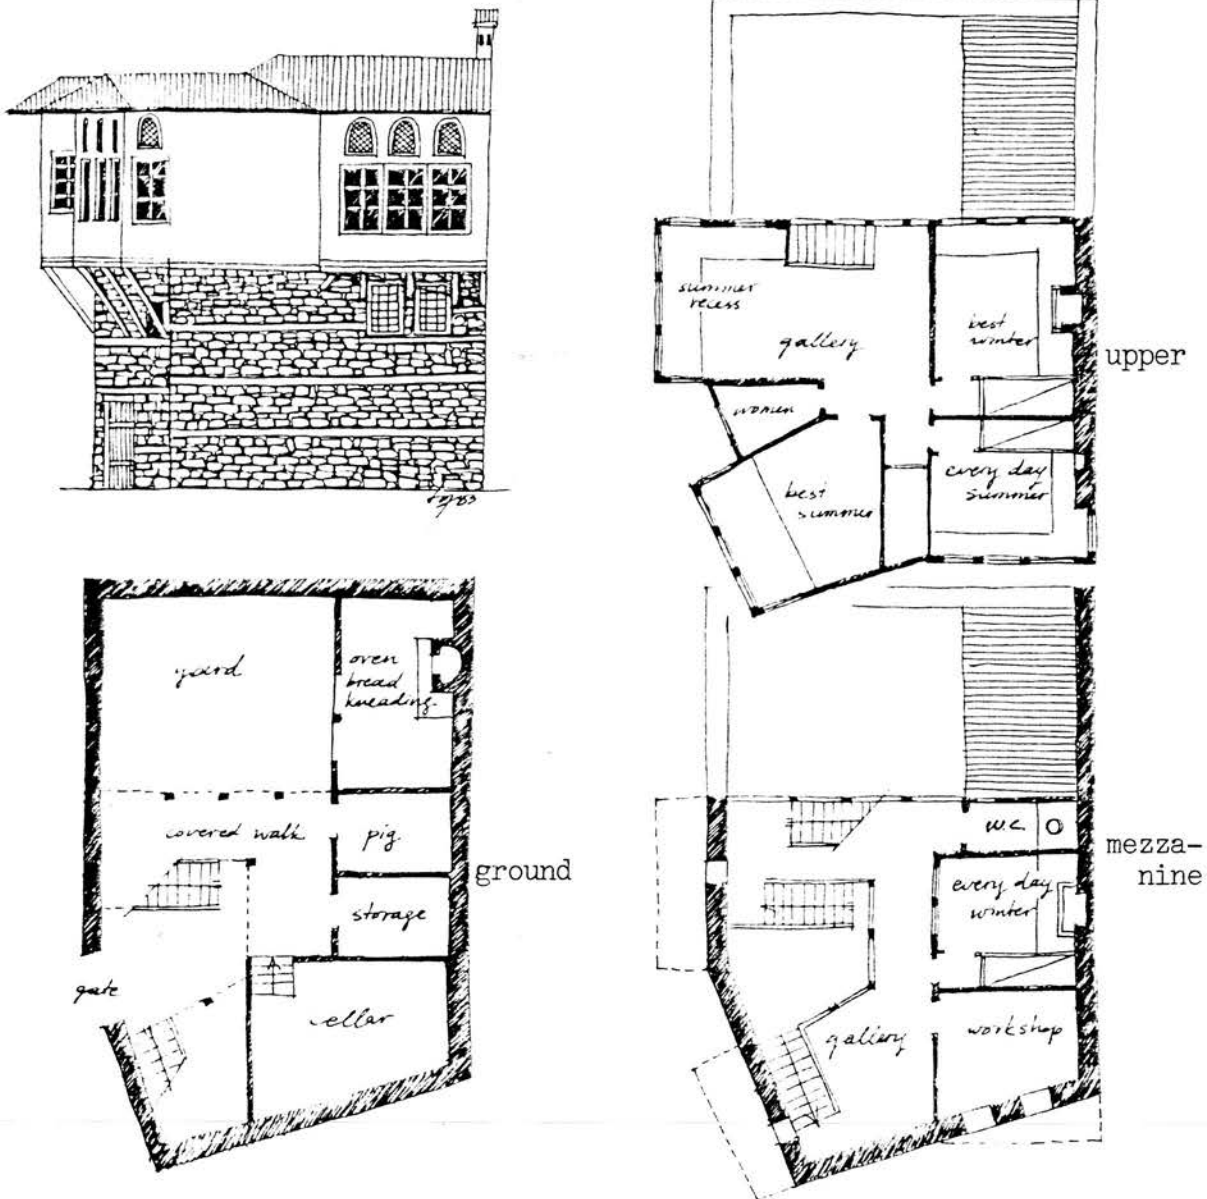 summer
recess
gallery
best
winter
upper
women
best
summer
every day
summer
yard
oven
bread
kneading
covered walk
pig
storage
ground
gate
cellar
w.c.
mezza-
nine
every day
winter
gallery
workshop